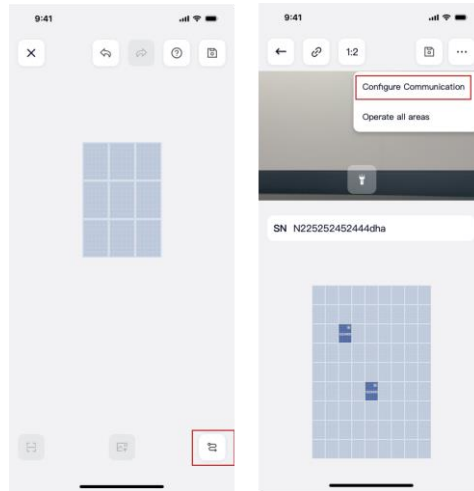 9:41
9:41
1:2
Configure Communication
Operate all areas
SN N225252452444dha